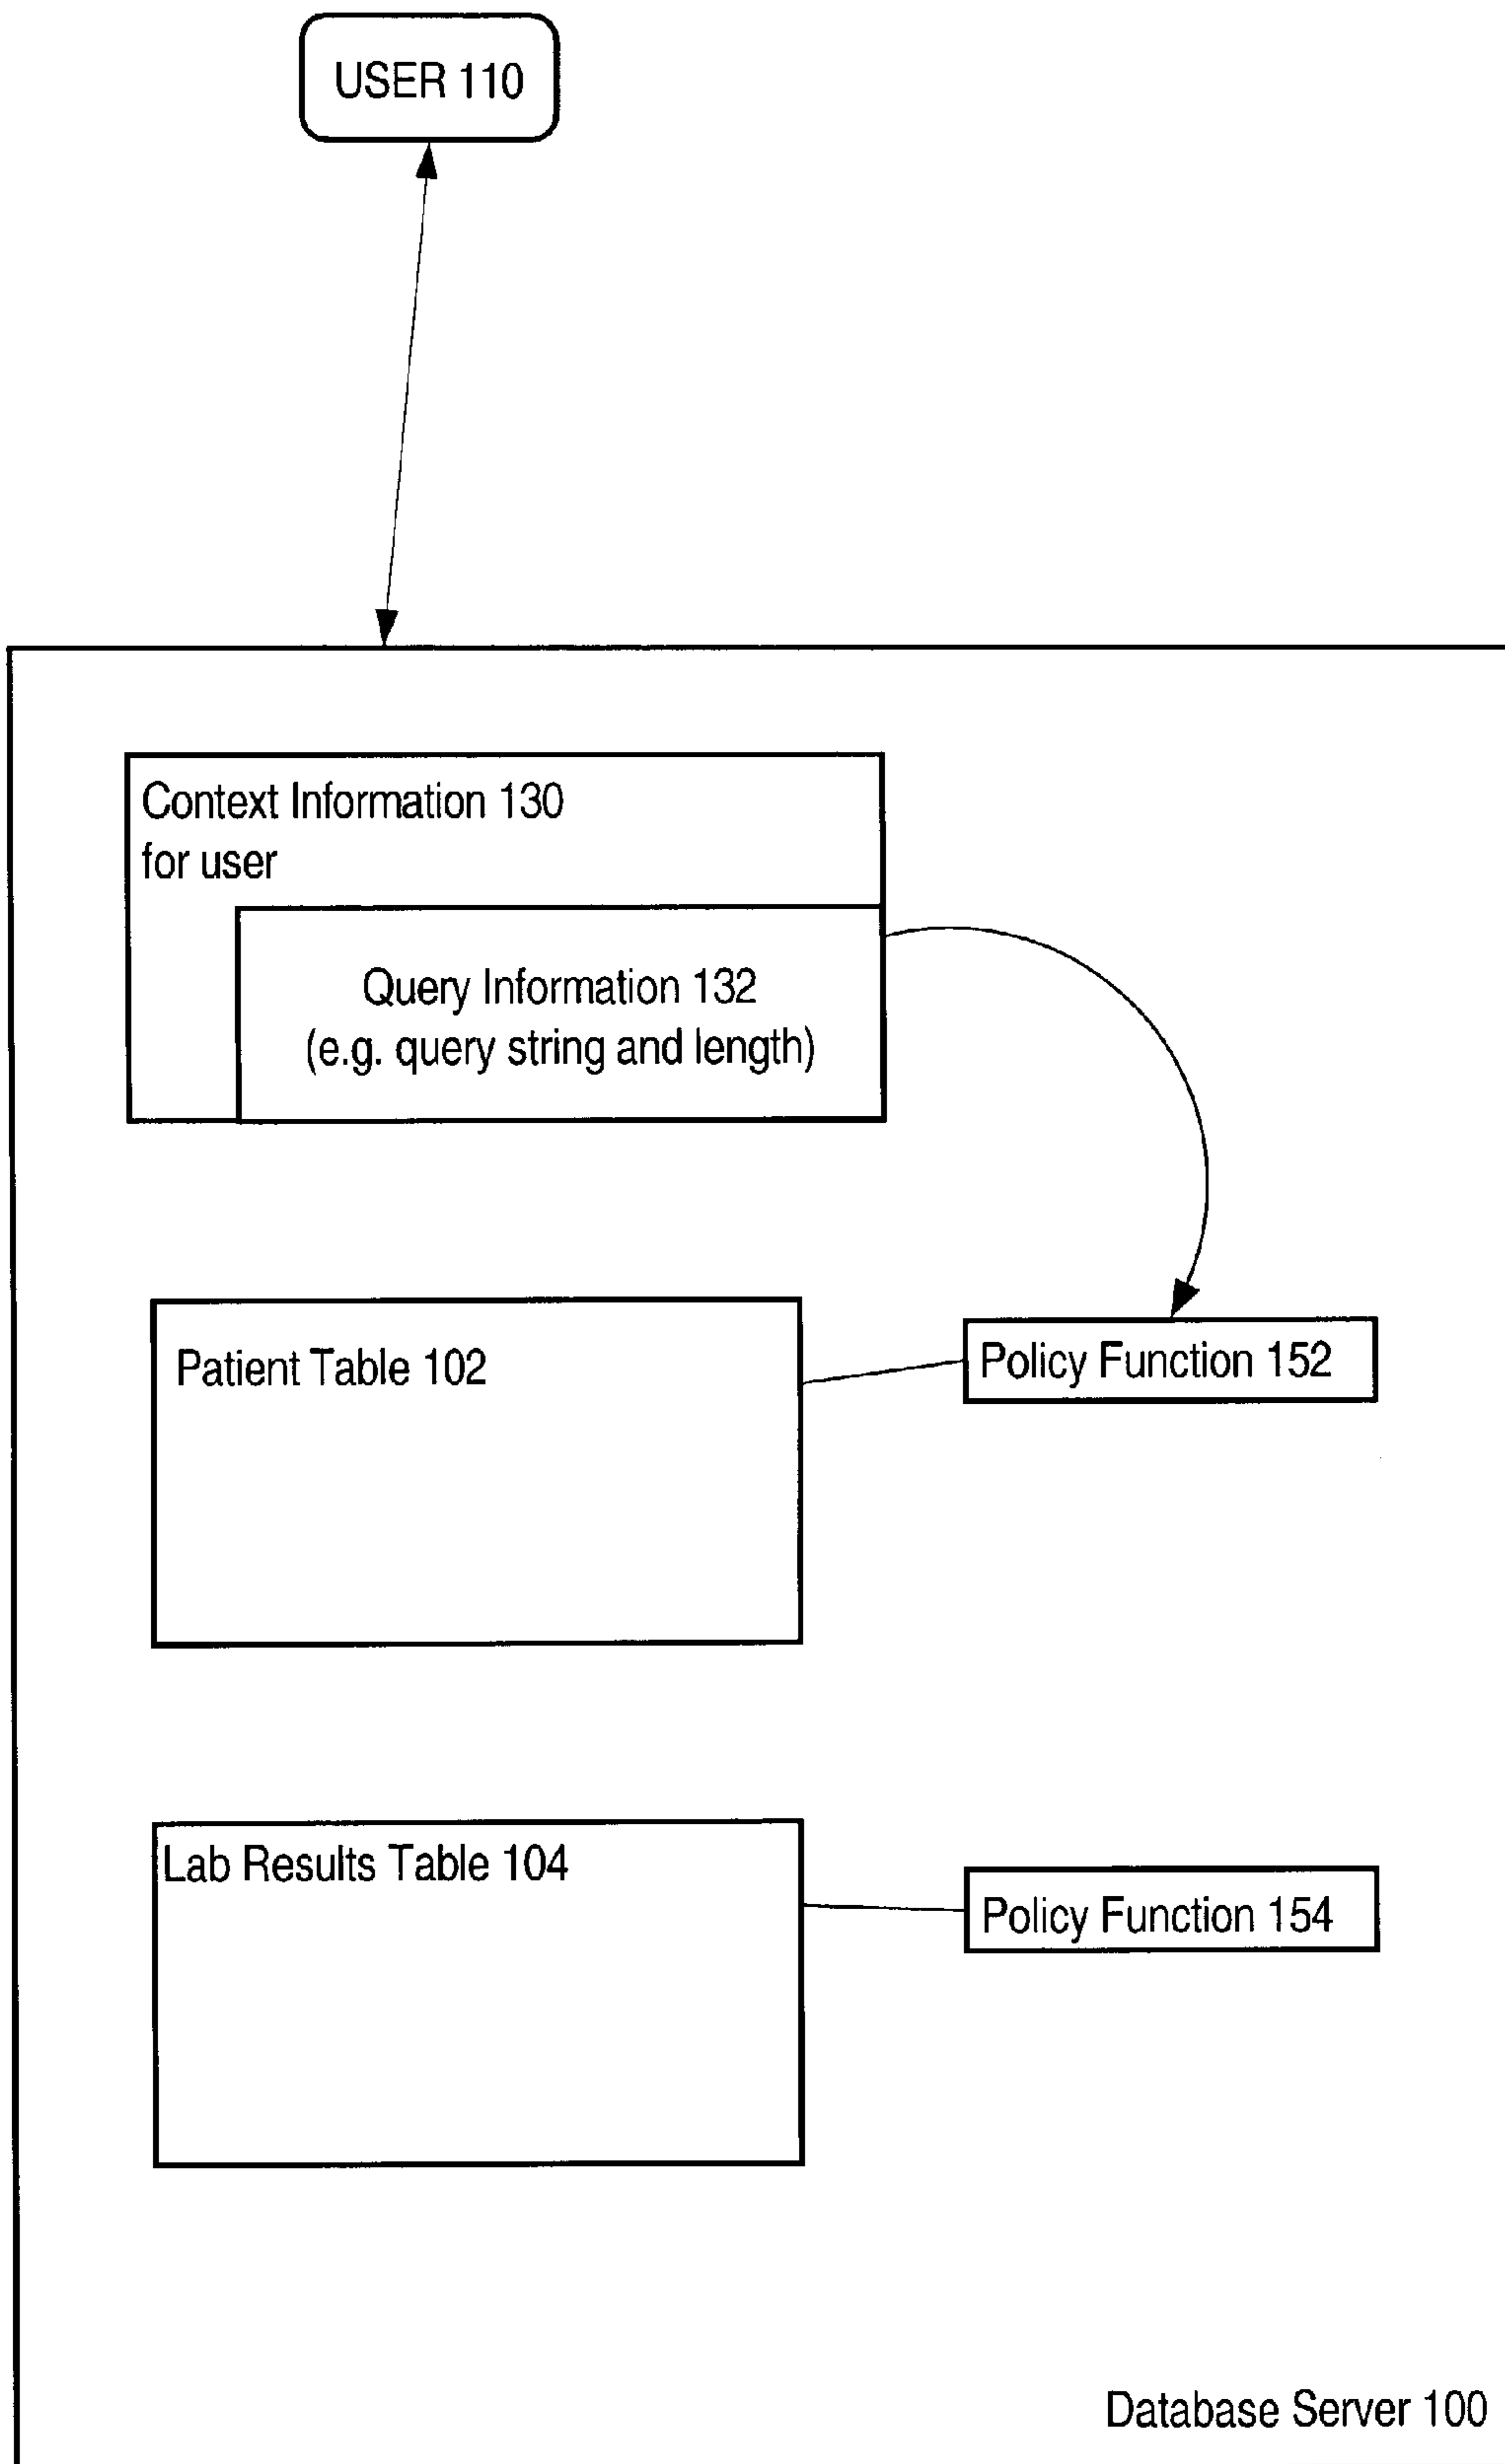 USER 110
Context Information 130
for user
Query Information 132
(e.g. query string and length)
Patient Table 102
Policy Function 152
Lab Results Table 104
Policy Function 154
Database Server 100